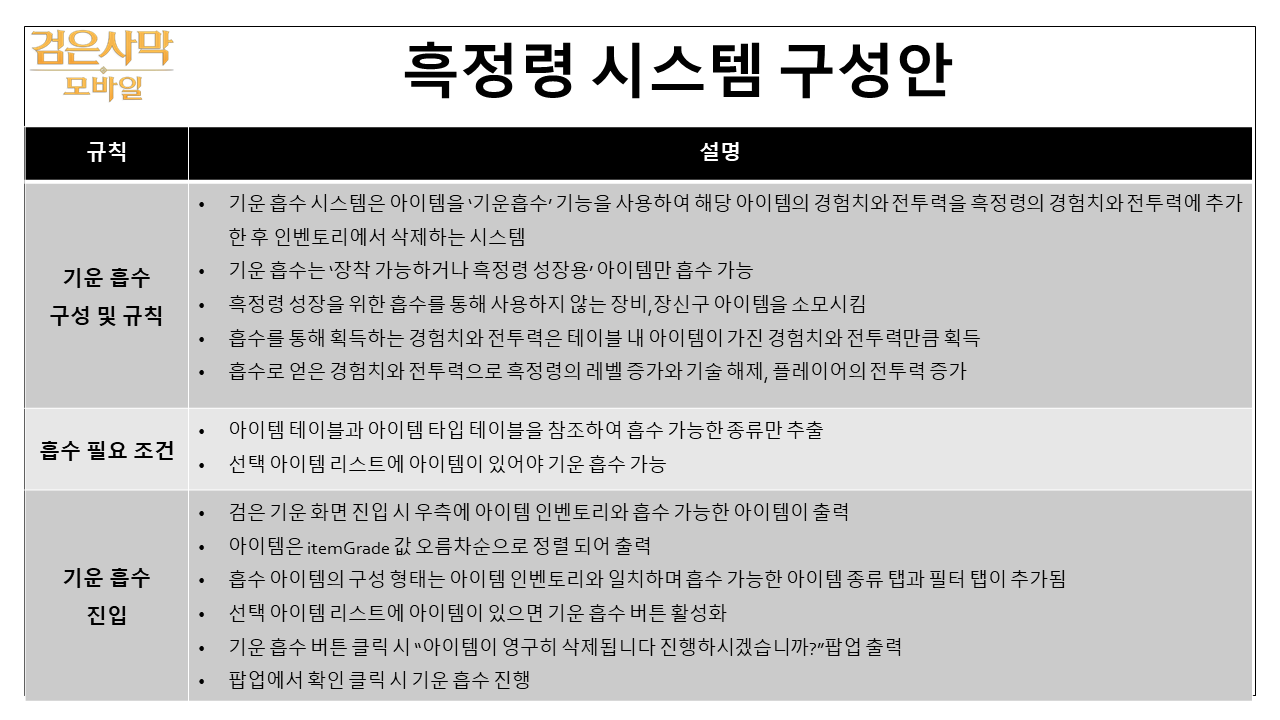 검은사막
모바일
흑정령 시스템 구성안
규칙
설명
기운 흡수
구성 및 규칙
• 기운 흡수 시스템은 아이템을 ‘기운흡수’ 기능을 사용하여 해당 아이템의 경험치와 전투력을 흑정령의 경험치와 전투력에 추가
한 후 인벤토리에서 삭제하는 시스템
• 기운 흡수는 ‘장착 가능하거나 흑정령 성장용’ 아이템만 흡수 가능
• 흑정령 성장을 위한 흡수를 통해 사용하지 않는 장비,장신구 아이템을 소모시킴
• 흡수를 통해 획득하는 경험치와 전투력은 테이블 내 아이템이 가진 경험치와 전투력만큼 획득
• 흡수로 얻은 경험치와 전투력으로 흑정령의 레벨 증가와 기술 해제, 플레이어의 전투력 증가
흡수 필요 조건
• 아이템 테이블과 아이템 타입 테이블을 참조하여 흡수 가능한 종류만 추출
• 선택 아이템 리스트에 아이템이 있어야 기운 흡수 가능
기운 흡수
진입
• 검은 기운 화면 진입 시 우측에 아이템 인벤토리와 흡수 가능한 아이템이 출력
• 아이템은 itemGrade 값 오름차순으로 정렬 되어 출력
• 흡수 아이템의 구성 형태는 아이템 인벤토리와 일치하며 흡수 가능한 아이템 종류 탭과 필터 탭이 추가됨
• 선택 아이템 리스트에 아이템이 있으면 기운 흡수 버튼 활성화
• 기운 흡수 버튼 클릭 시 “아이템이 영구히 삭제됩니다 진행하시겠습니까?”팝업 출력
• 팝업에서 확인 클릭 시 기운 흡수 진행